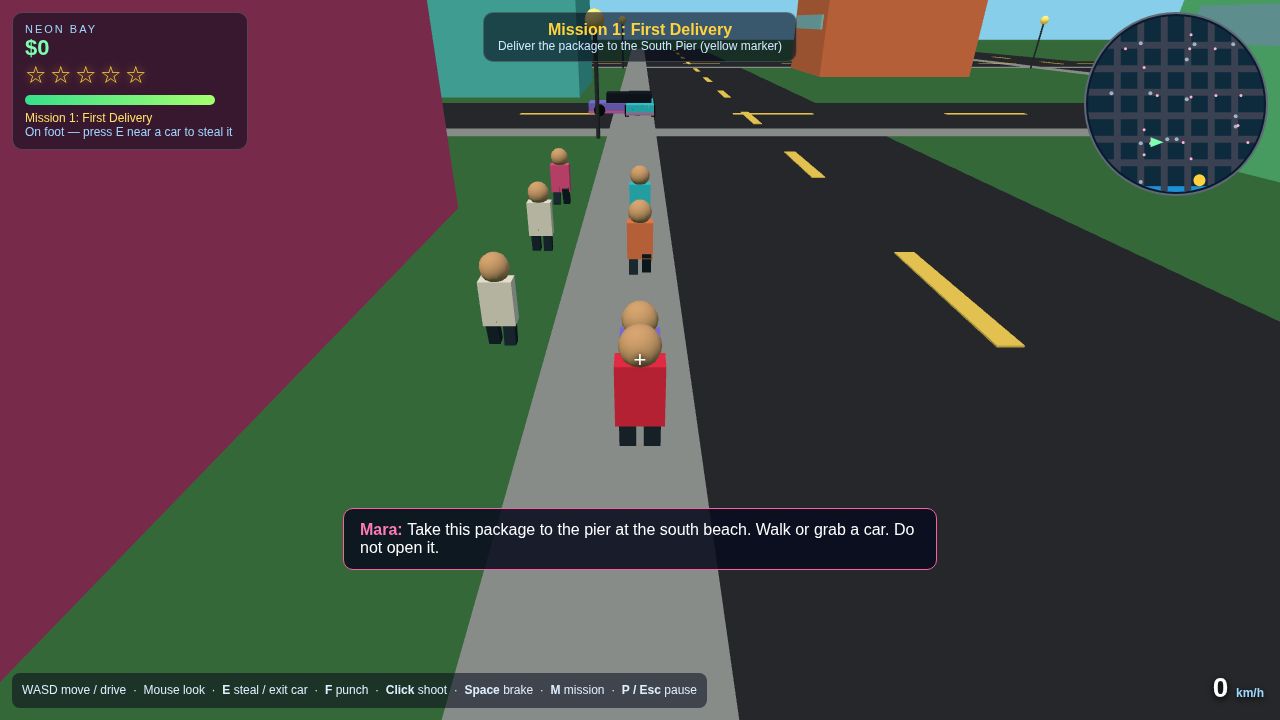 NEON BAY
$0
☆☆☆☆☆
Mission 1: First Delivery
On foot — press E near a car to steal it
Mission 1: First Delivery
Deliver the package to the South Pier (yellow marker)
Mara: Take this package to the pier at the south beach. Walk or grab a car. Do
not open it.
WASD move / drive · Mouse look · E steal / exit car · F punch · Click shoot · Space brake · M mission · P / Esc pause
0 km/h